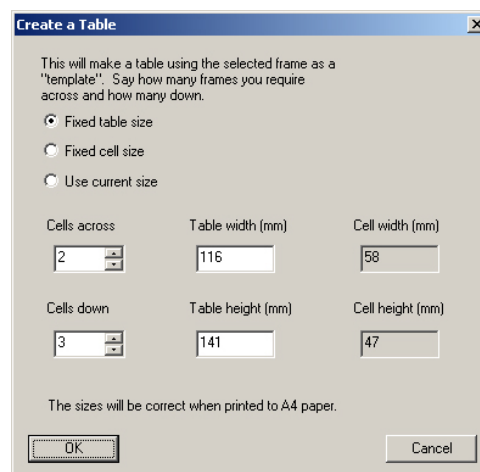 Create a Table
This will make a table using the selected frame as a
"template". Say how many frames you require
across and how many down.
Fixed table size
Fixed cell size
Use current size
Cells across Table width (mm) Cell width (mm)
2 116 58
Cells down Table height (mm) Cell height (mm)
3 141 47
The sizes will be correct when printed to A4 paper.
OK Cancel